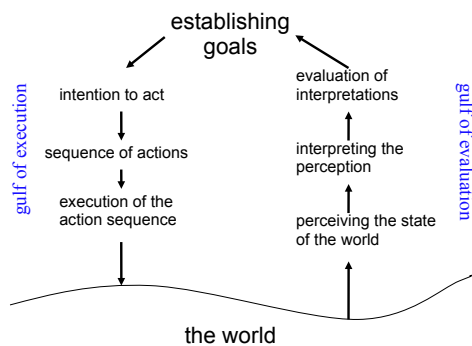 establishing
goals
gulf of execution
intention to act
sequence of actions
execution of the
action sequence
evaluation of
interpretations
interpreting the
perception
perceiving the state
of the world
gulf of evaluation
the world